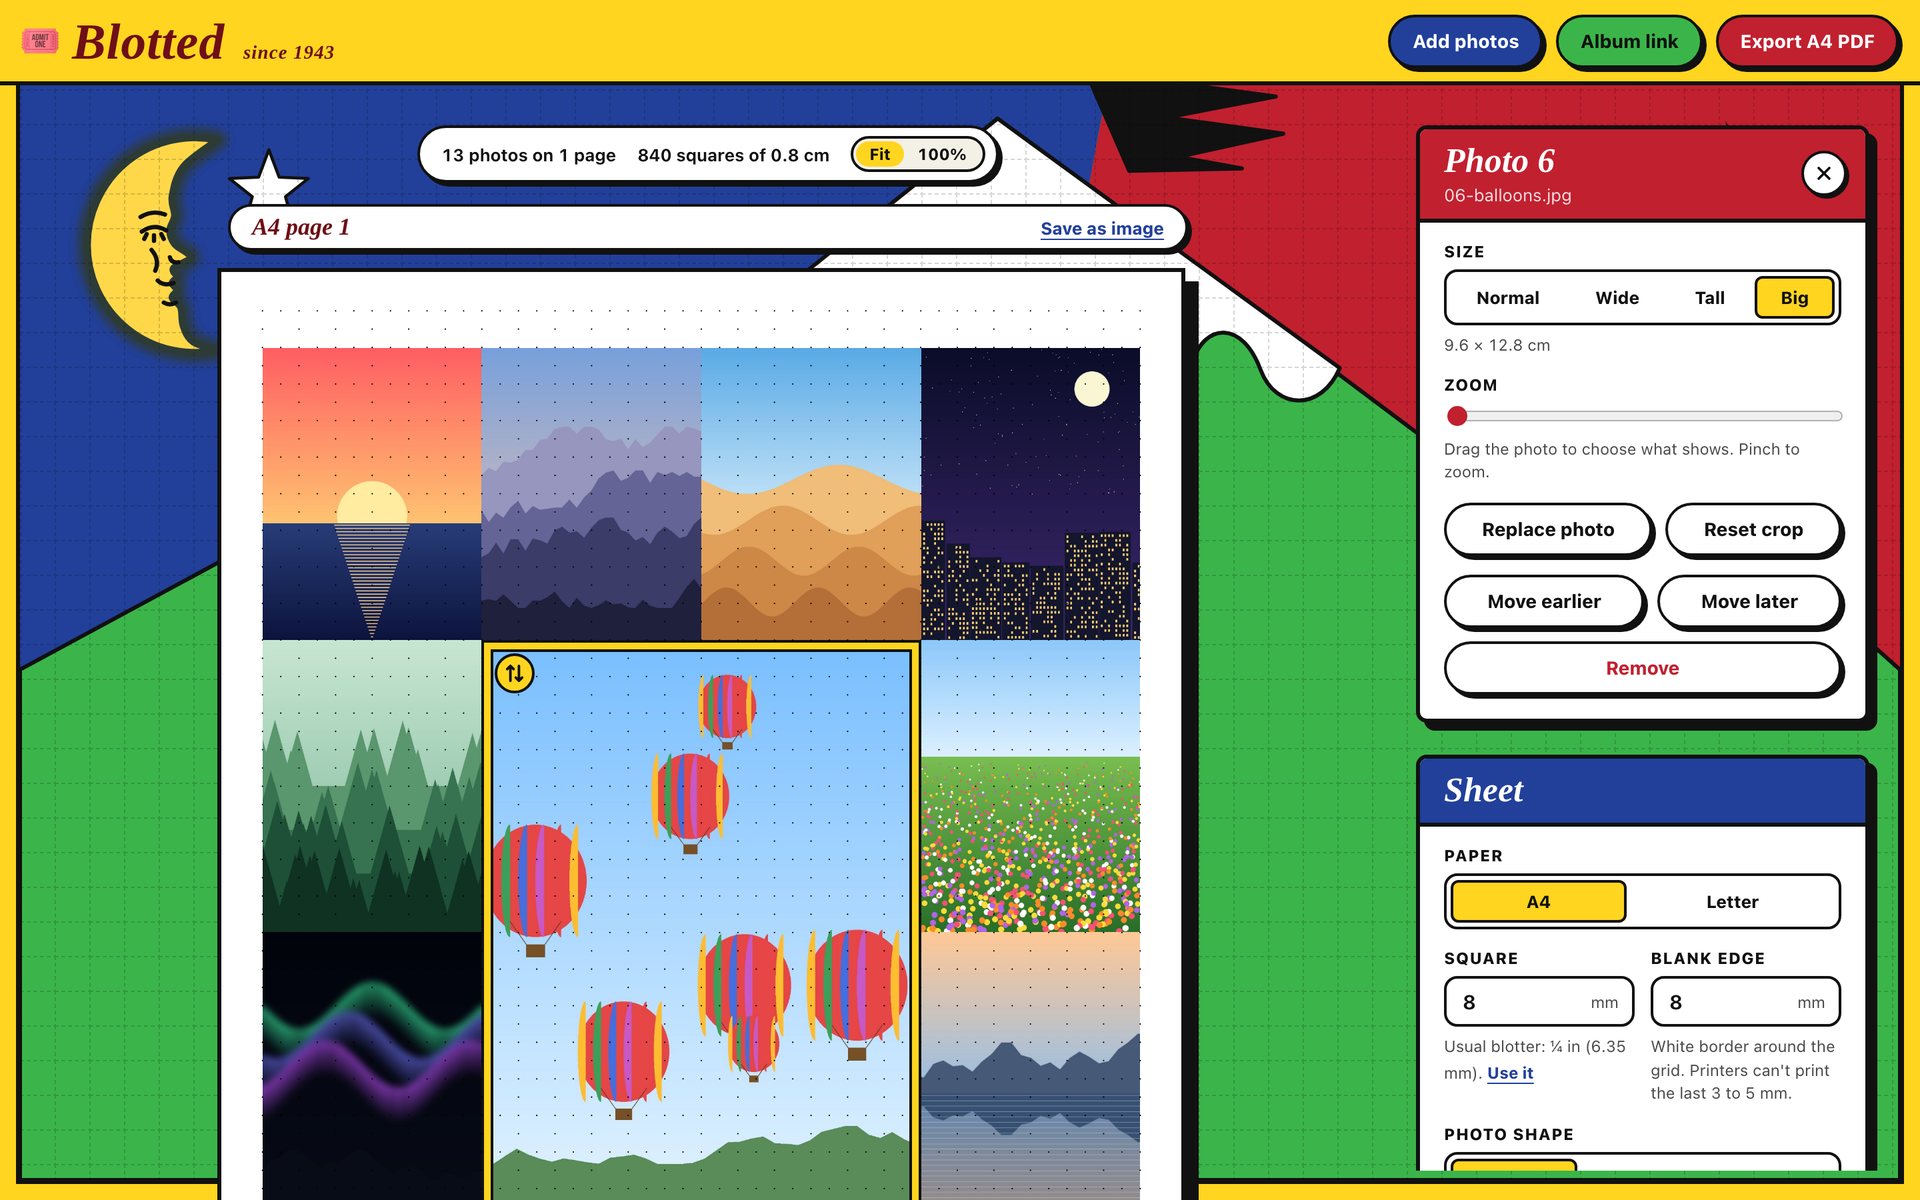 ADMIT ONE
Blotted since 1943
Add photos
Album link
Export A4 PDF
13 photos on 1 page 840 squares of 0.8 cm Fit 100%
A4 page 1 Save as image
Photo 6
06-balloons.jpg
SIZE
Normal Wide Tall Big
9.6 × 12.8 cm
ZOOM
Drag the photo to choose what shows. Pinch to
zoom.
Replace photo Reset crop
Move earlier Move later
Remove
Sheet
PAPER
A4 Letter
SQUARE
8 mm
Usual blotter: ¼ in (6.35
mm). Use it
BLANK EDGE
8 mm
White border around the
grid. Printers can't print
the last 3 to 5 mm.
PHOTO SHAPE